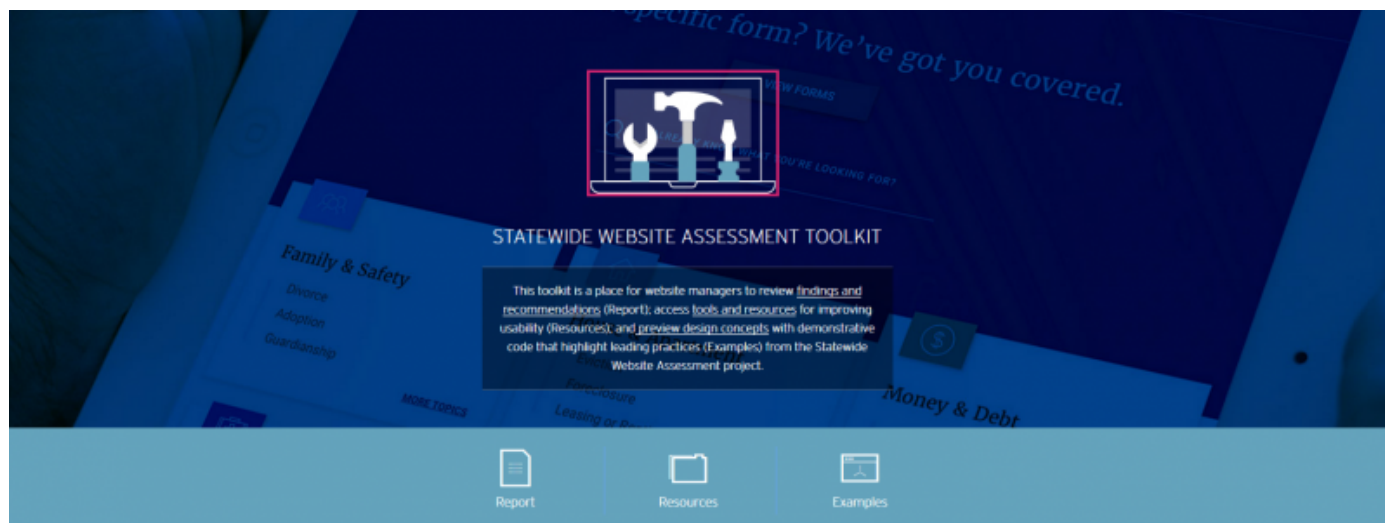 specific form? We've got you covered.
VIEW FORMS
WHAT YOU'RE LOOKING FOR?
STATEWIDE WEBSITE ASSESSMENT TOOLKIT
Family & Safety
Divorce
Adoption
Guardianship
MORE TOPICS
This toolkit is a place for website managers to review findings and
recommendations (Report); access tools and resources for improving
usability (Resources); and preview design concepts with demonstrative
code that highlight leading practices (Examples) from the Statewide
Website Assessment project.
Foreclosure
Leasing or
Money & Debt
Report
Resources
Examples